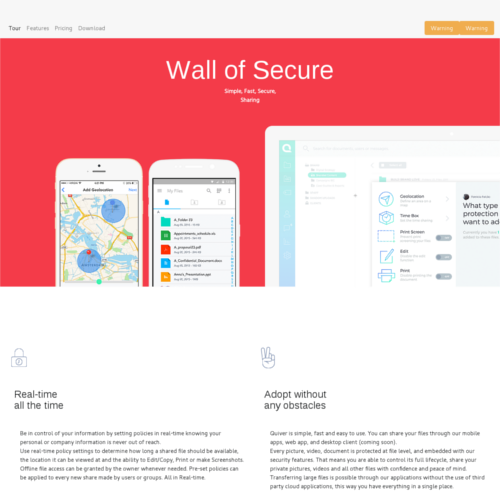 Tour Features Pricing Download Warning Warning
Wall of Secure
Simple, Fast, Secure,
Sharing
Add Geolocation
My Files
A_Folder 03
Appointments_schedule.xls
A_proposal03.pdf
A_Confidential_Document.docx
Amura_Presentation.ppt
Geolocation
Time Box
Print Screen
Edit
Print
What type
protection
want to ad
Real-time
all the time
Be in control of your information by setting policies in real-time knowing your
personal or company information is never out of reach.
Use real-time policy settings to determine how long a shared file should be available,
the location it can be viewed at and the ability to Edit/Copy, Print or make Screenshots.
Offline file access can be granted by the owner whenever needed. Pre-set policies can
be applied to every new share made by users or groups. All in Real-time.
Adopt without
any obstacles
Quiver is simple, fast and easy to use. You can share your files through our mobile
apps, web app, and desktop client (coming soon).
Every picture, video, document is protected at file level, and embedded with our
security features. That means you are able to control its full lifecycle, share your
private pictures, videos and all other files with confidence and peace of mind.
Transferring large files is possible through our applications without the use of third
party cloud applications, this way you have everything in a single place.